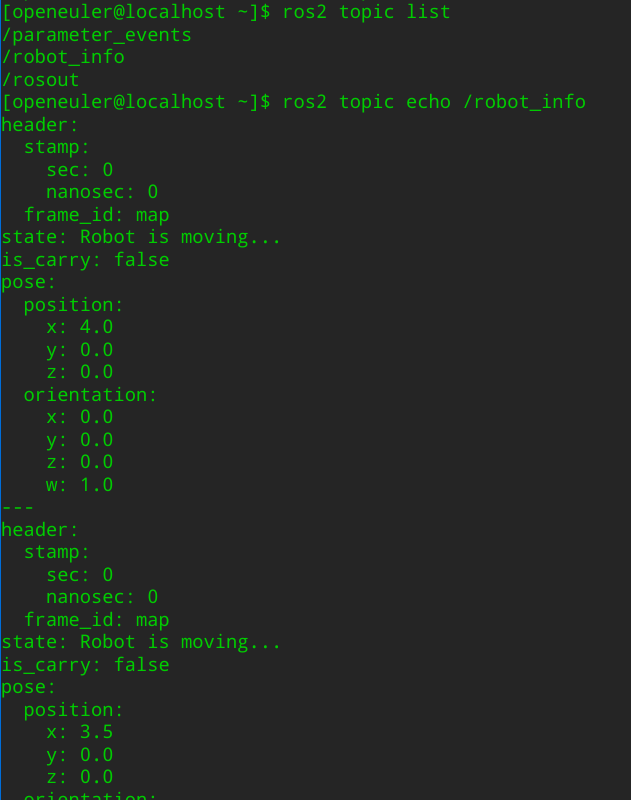 [openeuler@localhost ~]$ ros2 topic list
/parameter_events
/robot_info
/rosout
[openeuler@localhost ~]$ ros2 topic echo /robot_info
header:
  stamp:
    sec: 0
    nanosec: 0
  frame_id: map
state: Robot is moving...
is_carry: false
pose:
  position:
    x: 4.0
    y: 0.0
    z: 0.0
  orientation:
    x: 0.0
    y: 0.0
    z: 0.0
    w: 1.0
---
header:
  stamp:
    sec: 0
    nanosec: 0
  frame_id: map
state: Robot is moving...
is_carry: false
pose:
  position:
    x: 3.5
    y: 0.0
    z: 0.0
  orientation: